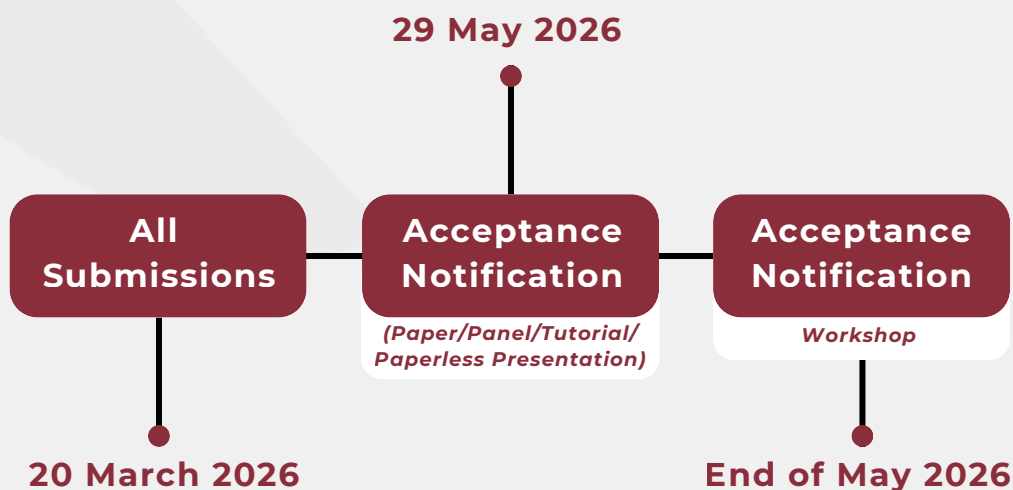 29 May 2026
All
Submissions
Acceptance
Notification
(Paper/Panel/Tutorial/
Paperless Presentation)
Acceptance
Notification
Workshop
20 March 2026
End of May 2026